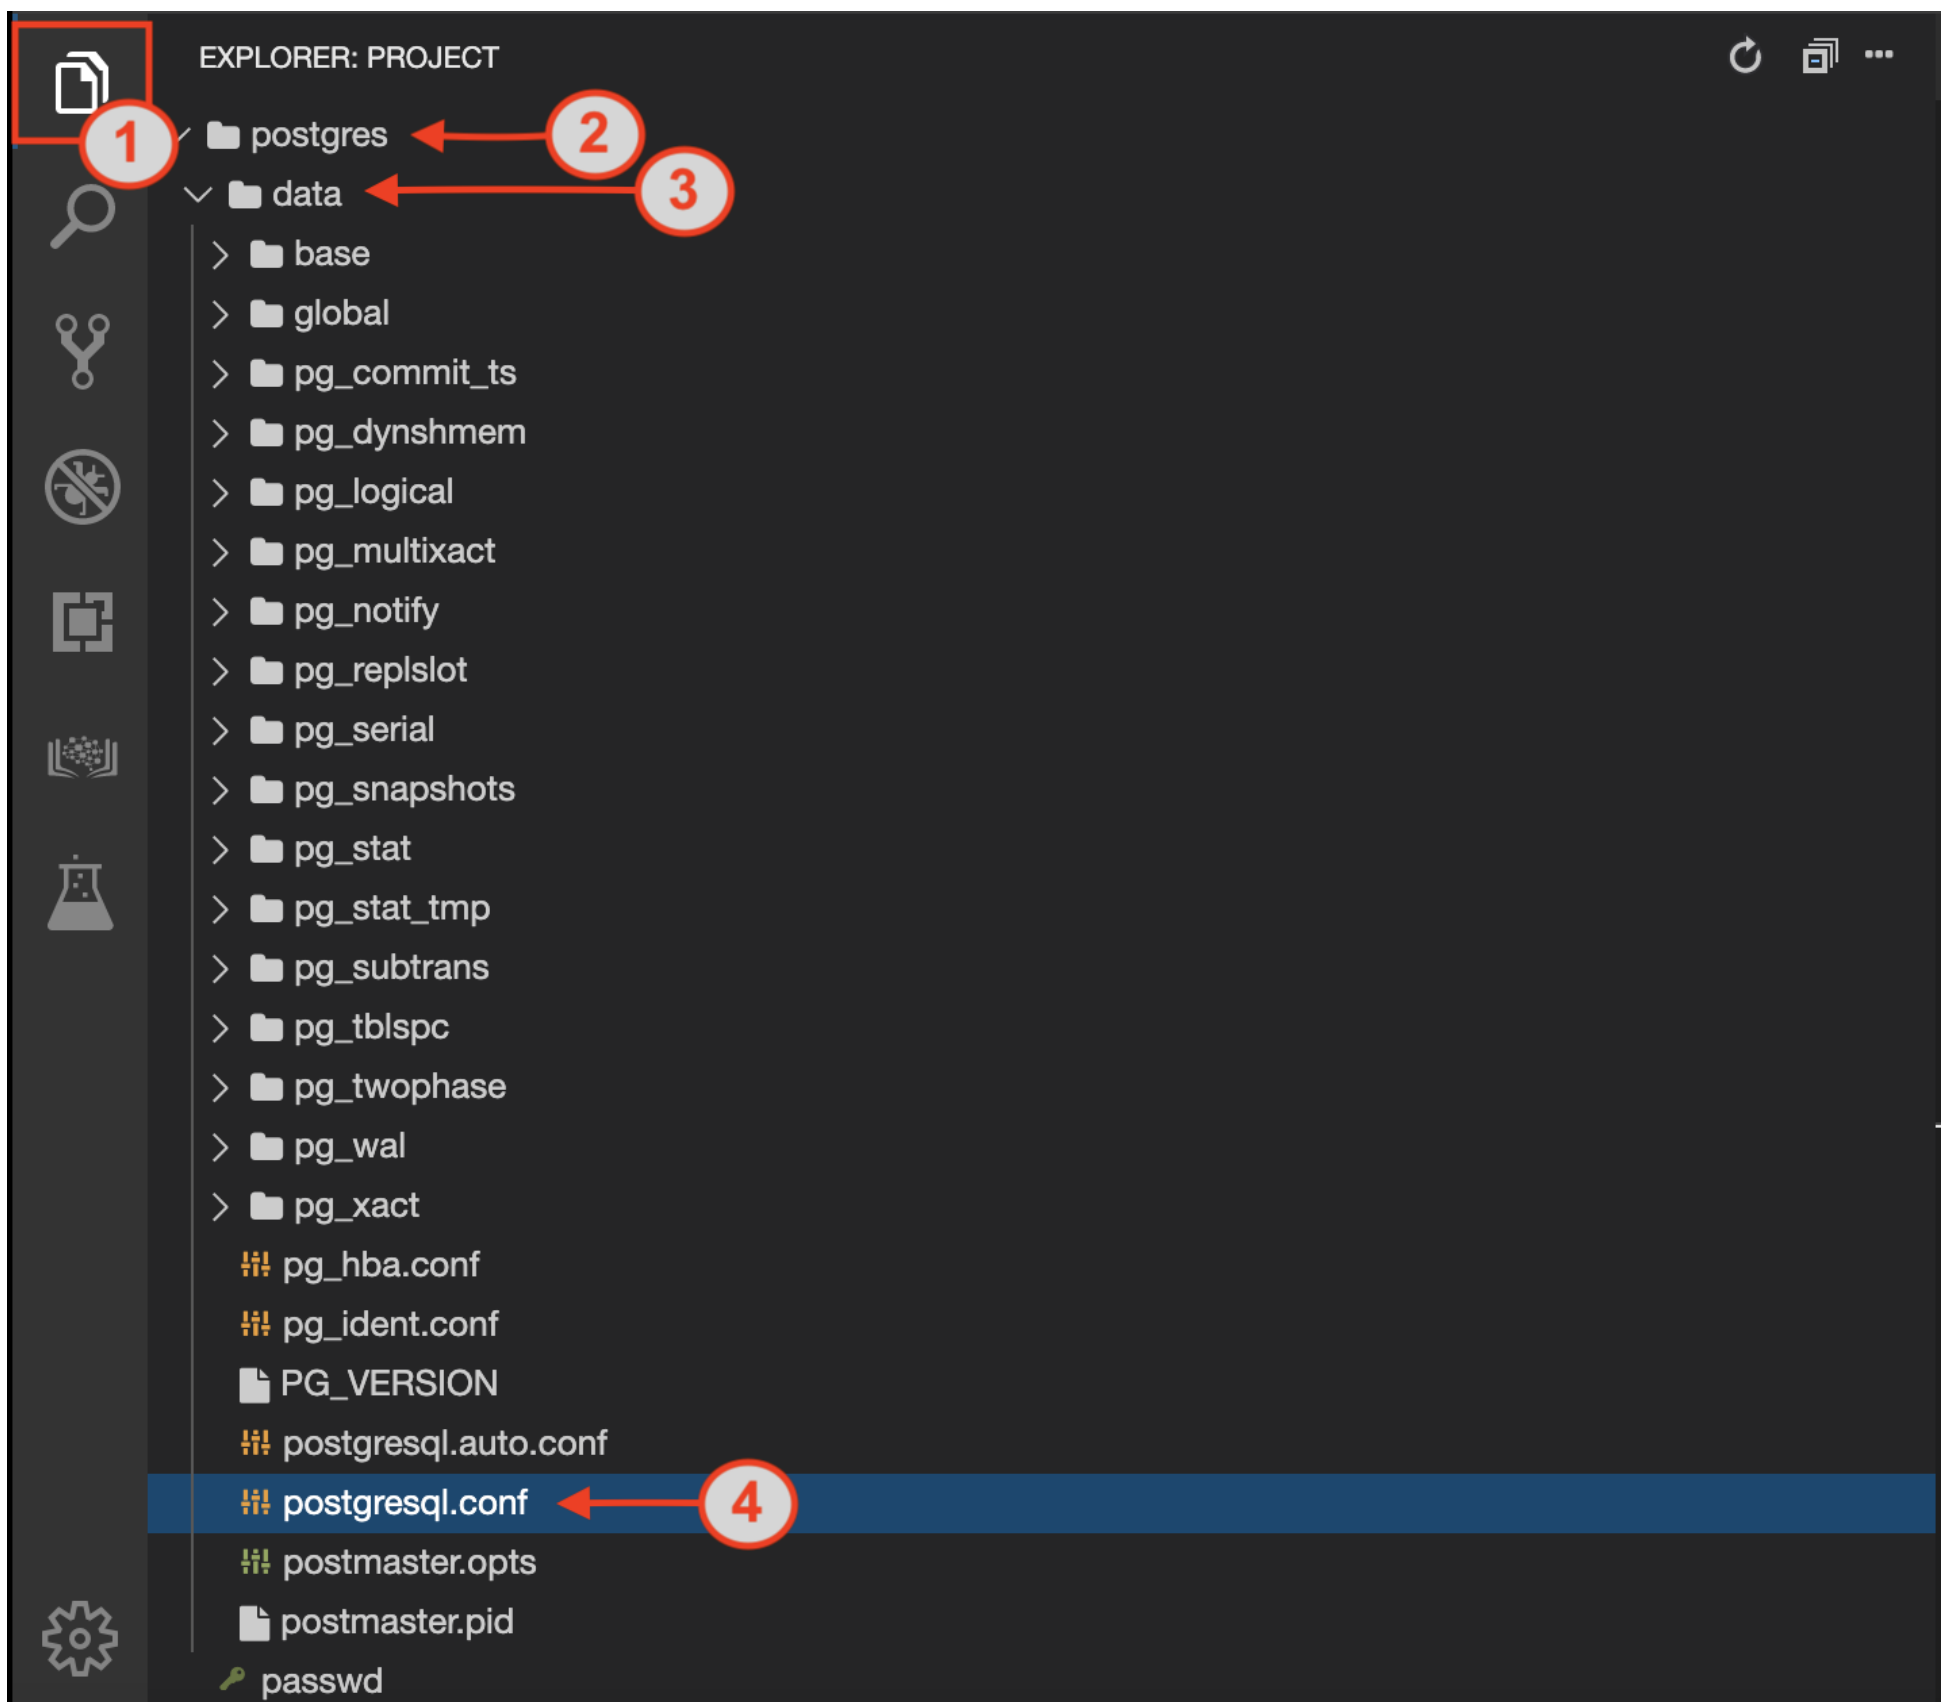 EXPLORER: PROJECT
1
postgres 2
data 3
base
global
pg_commit_ts
pg_dynshmem
pg_logical
pg_multixact
pg_notify
pg_replslot
pg_serial
pg_snapshots
pg_stat
pg_stat_tmp
pg_subtrans
pg_tblspc
pg_twophase
pg_wal
pg_xact
pg_hba.conf
pg_ident.conf
PG_VERSION
postgresql.auto.conf
postgresql.conf 4
postmaster.opts
postmaster.pid
passwd